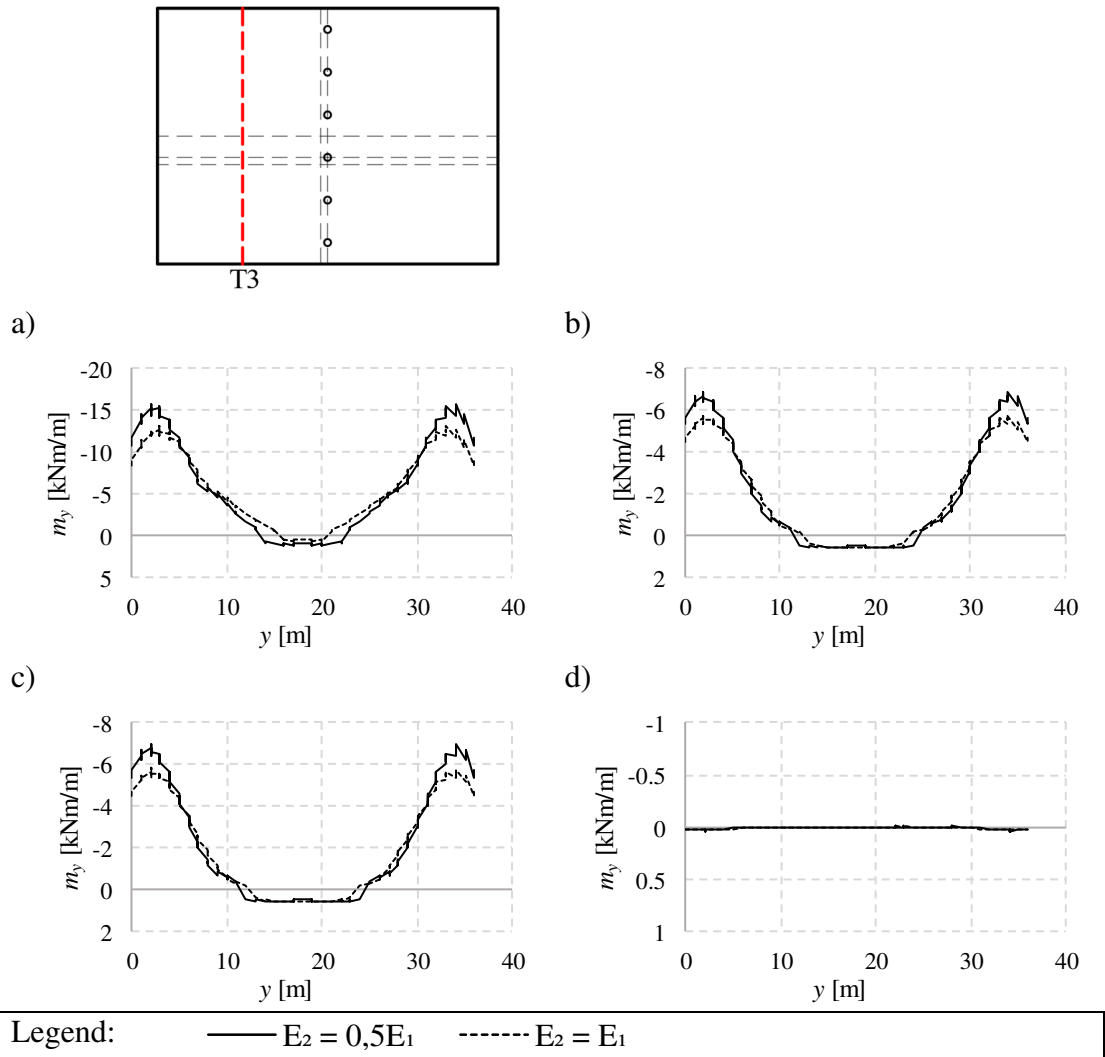 T3
a)
b)
-20
-15
-10
-5
0
5
m_y [kNm/m]
0 10 20 30 40
y [m]
-8
-6
-4
-2
0
2
m_y [kNm/m]
0 10 20 30 40
y [m]
c)
d)
-8
-6
-4
-2
0
2
m_y [kNm/m]
0 10 20 30 40
y [m]
-1
-0.5
0
0.5
1
m_y [kNm/m]
0 10 20 30 40
y [m]
Legend: E₂ = 0,5E₁ E₂ = E₁